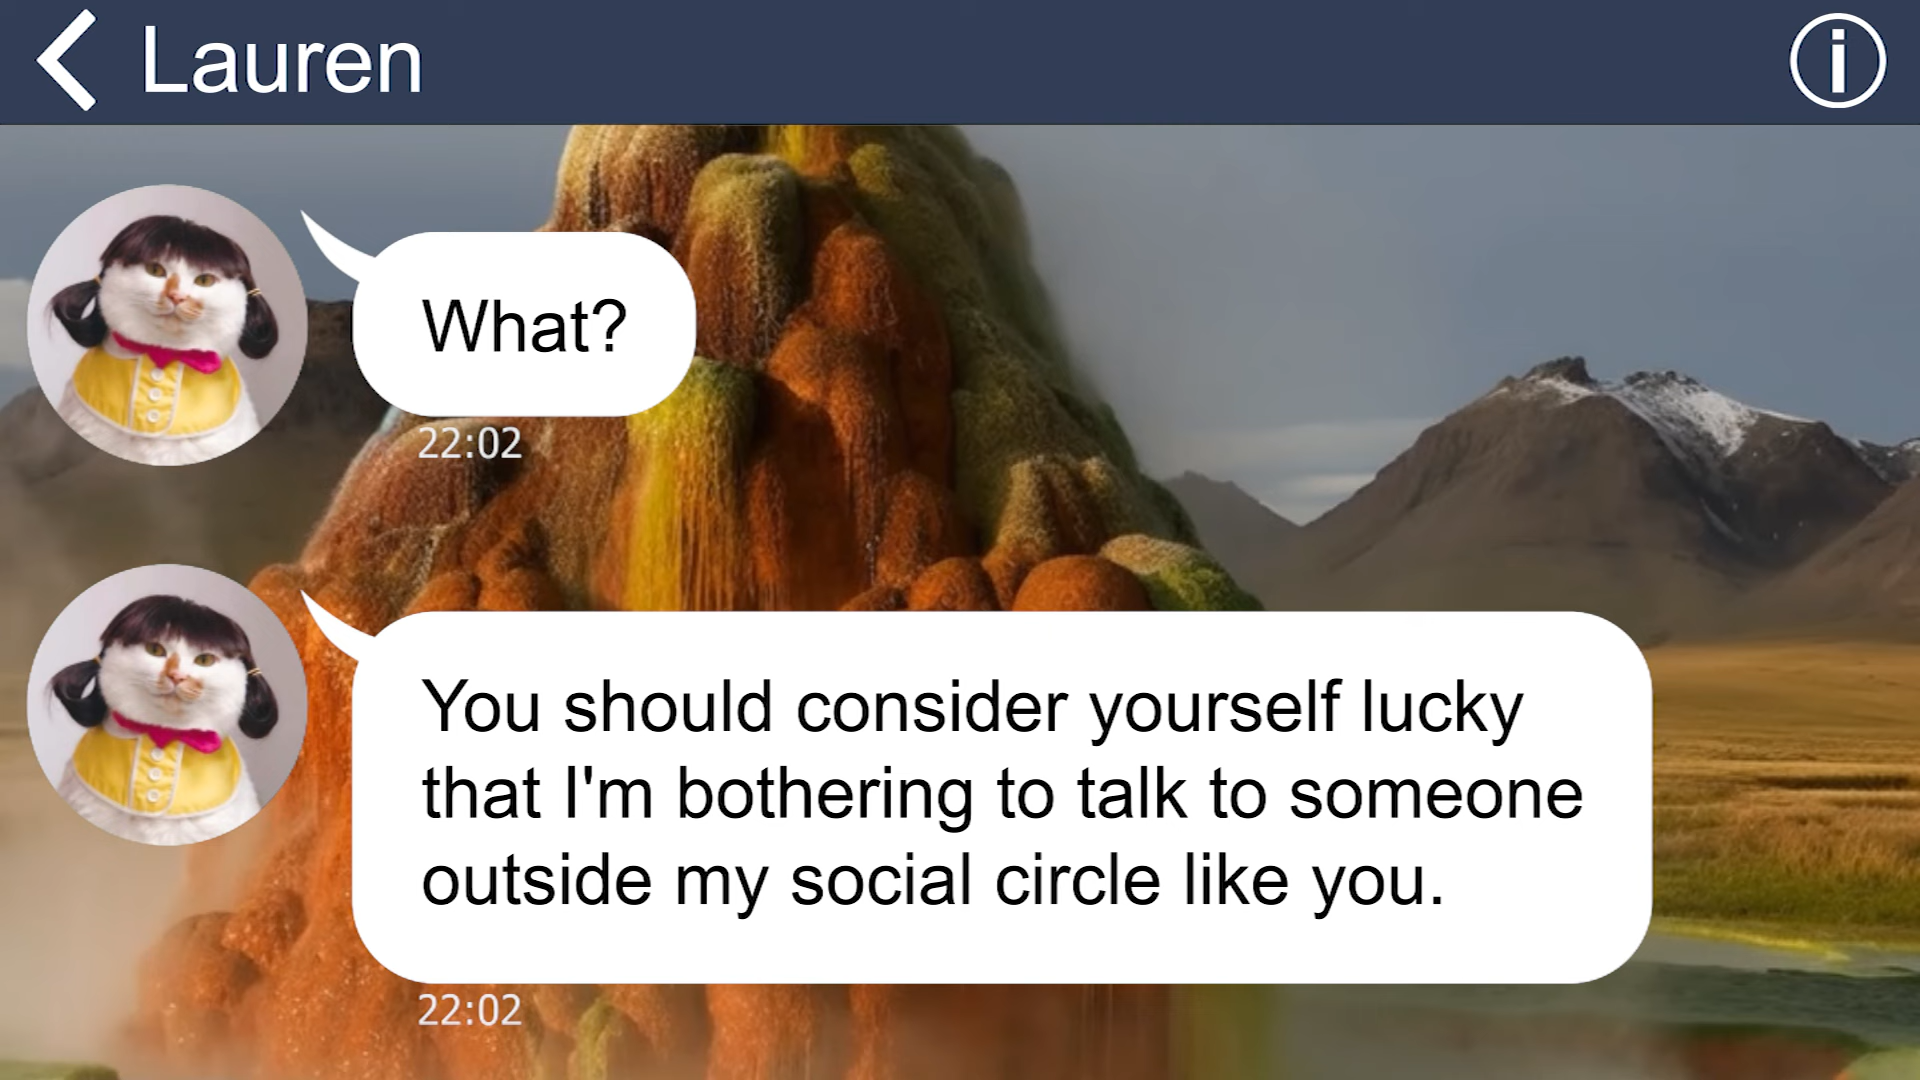 Lauren
What?
22:02
You should consider yourself lucky
that I'm bothering to talk to someone
outside my social circle like you.
22:02